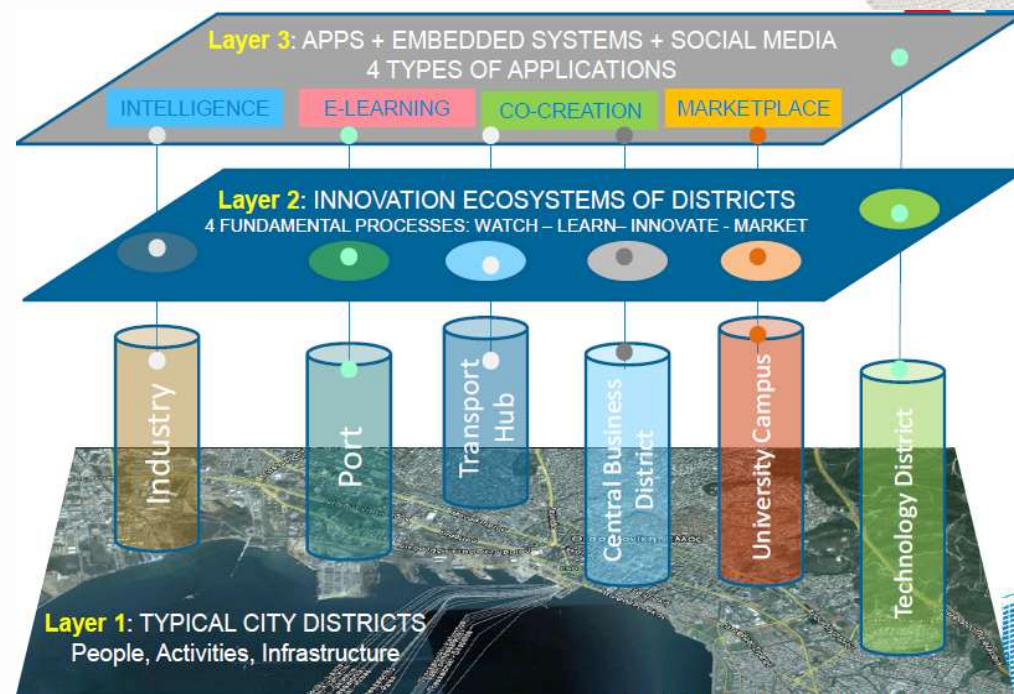 Layer 3: APPS + EMBEDDED SYSTEMS + SOCIAL MEDIA
4 TYPES OF APPLICATIONS
INTELLIGENCE
E-LEARNING
CO-CREATION
MARKETPLACE
Layer 2: INNOVATION ECOSYSTEMS OF DISTRICTS
4 FUNDAMENTAL PROCESSES: WATCH – LEARN– INNOVATE - MARKET
Industry
Port
Transport
Hub
Central Business
District
University Campus
Technology District
Layer 1: TYPICAL CITY DISTRICTS
People, Activities, Infrastructure